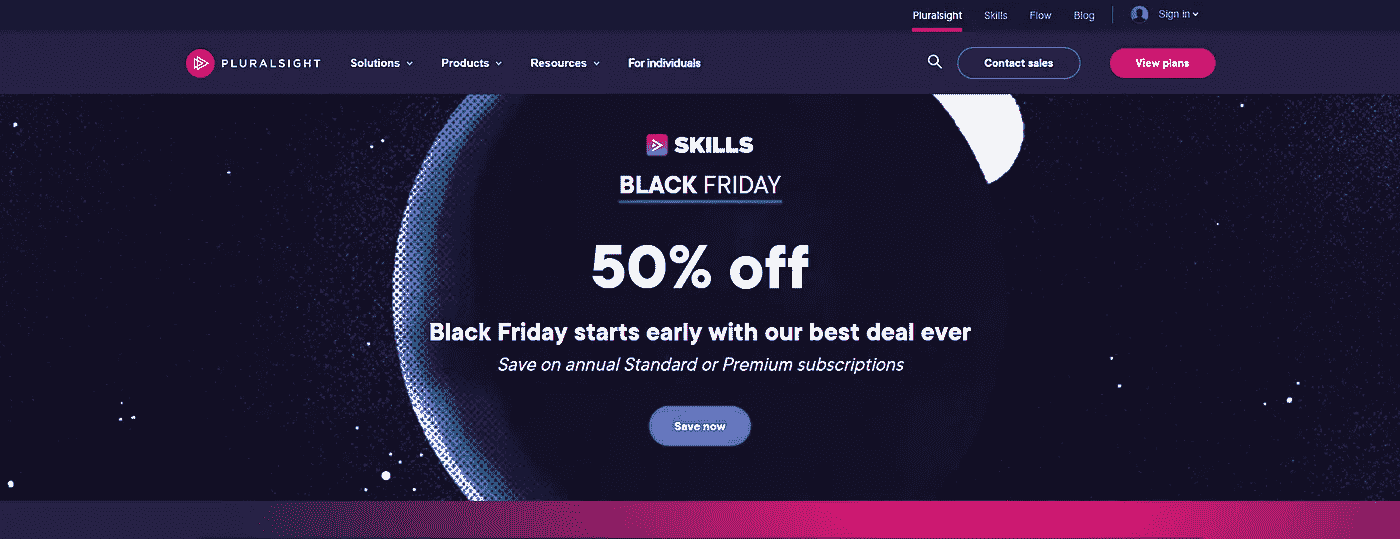 Pluralsight Skills Flow Blog Sign in
PLURALSIGHT Solutions Products Resources For individuals Contact sales View plans
SKILLS
BLACK FRIDAY
50% off
Black Friday starts early with our best deal ever
Save on annual Standard or Premium subscriptions
Save now